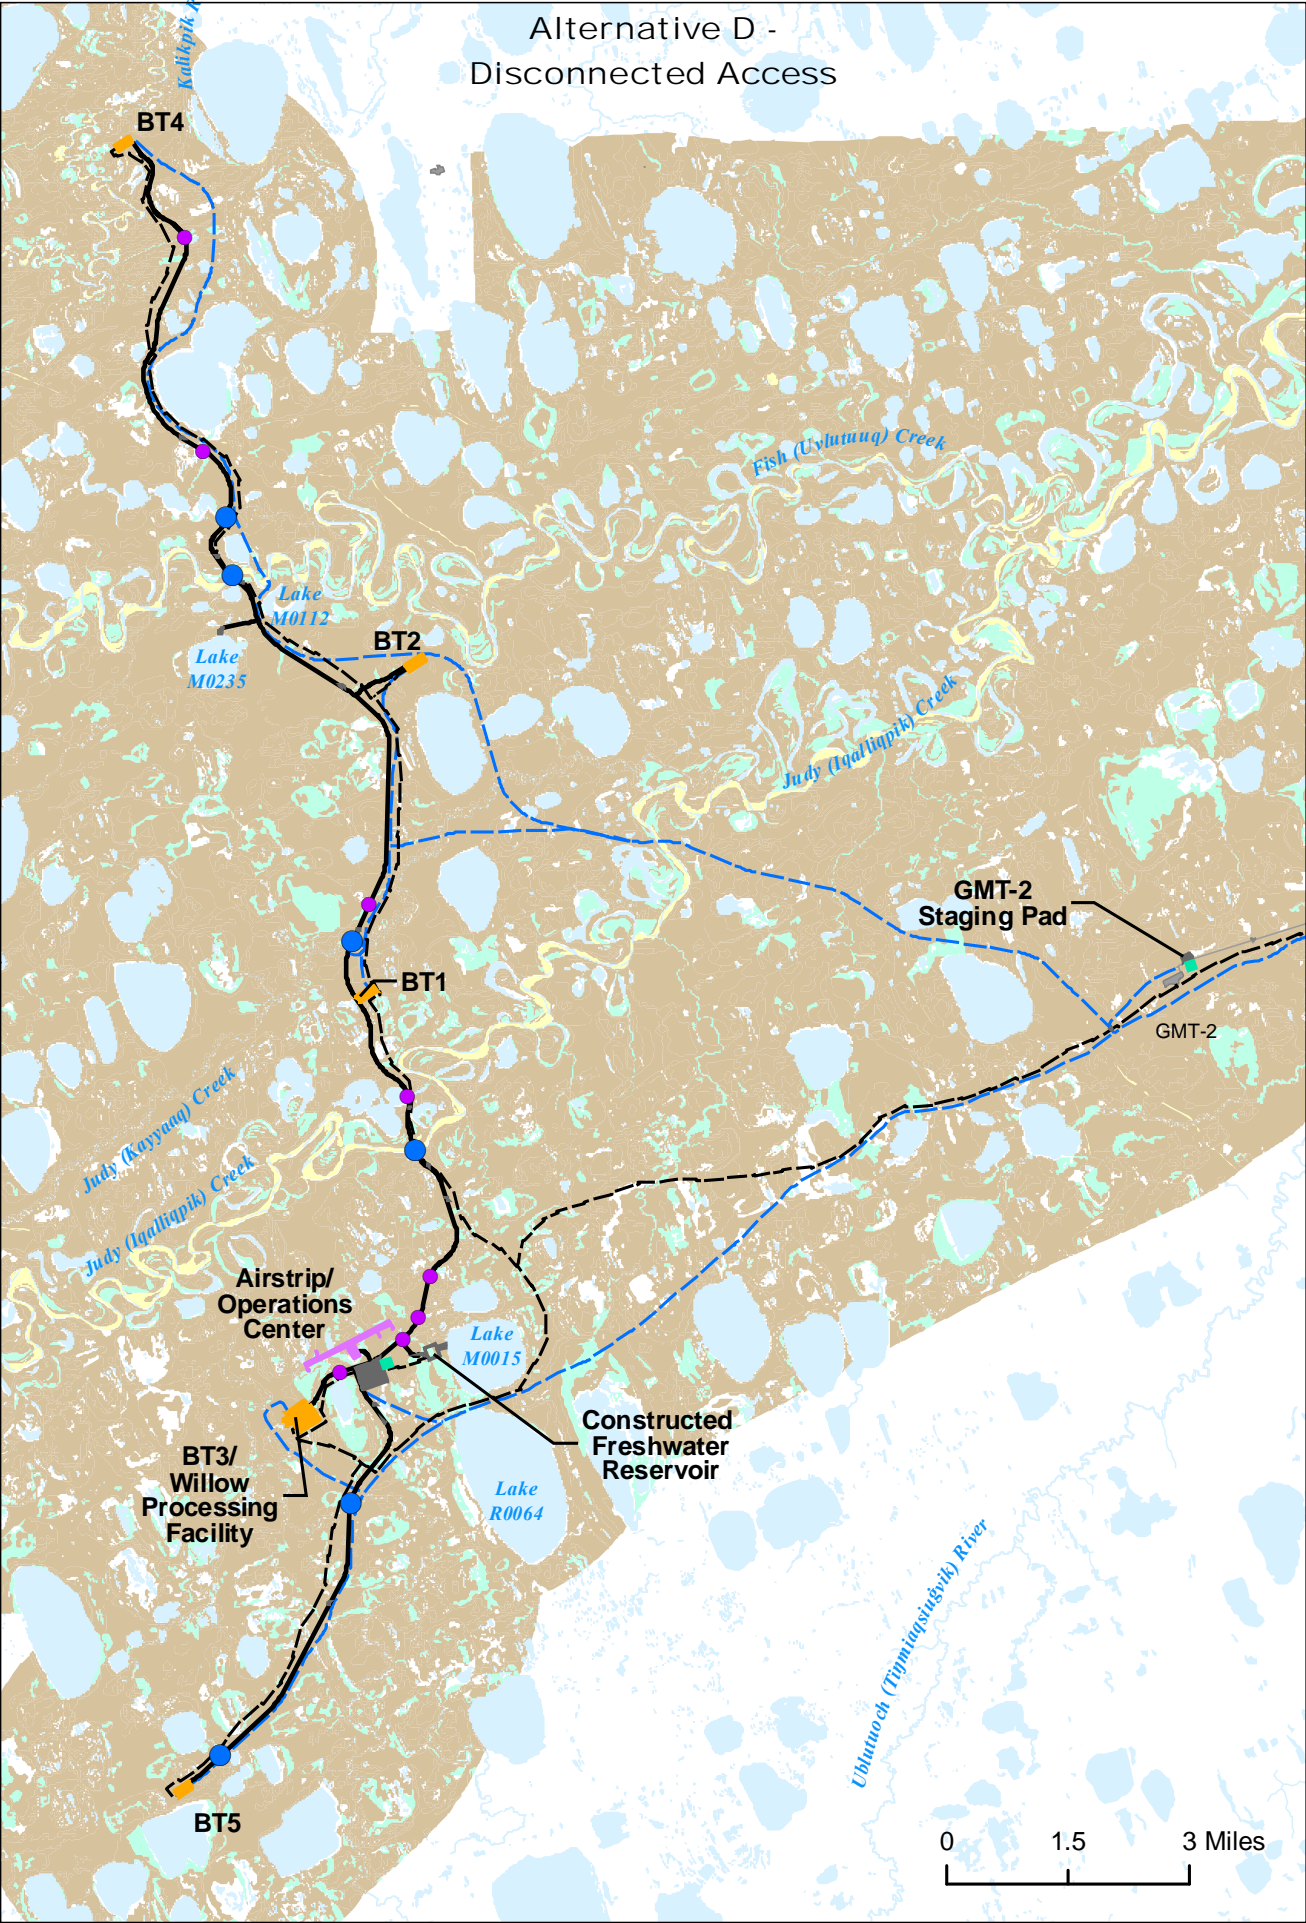 Alternative D -
Disconnected Access
Kalikpik
BT4
Fish (Uvlutuuq) Creek
Lake
M0112
BT2
Lake
M0235
Judy (Iqalliqpik) Creek
GMT-2
Staging Pad
BT1
GMT-2
Judy (Kayyaaq) Creek
Judy (Iqalliqpik) Creek
Airstrip/
Operations
Center
Lake
M0015
Constructed
Freshwater
Reservoir
BT3/
Willow
Processing
Facility
Lake
R0064
Ublutuoch (Tiŋmiaqsiuġvik) River
BT5
0 1.5 3 Miles